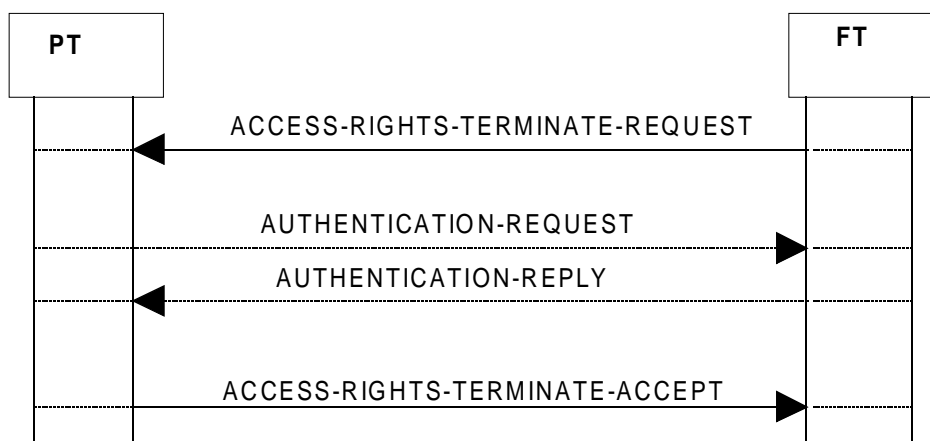 PT
FT
ACCESS-RIGHTS-TERMINATE-REQUEST
AUTHENTICATION-REQUEST
AUTHENTICATION-REPLY
ACCESS-RIGHTS-TERMINATE-ACCEPT